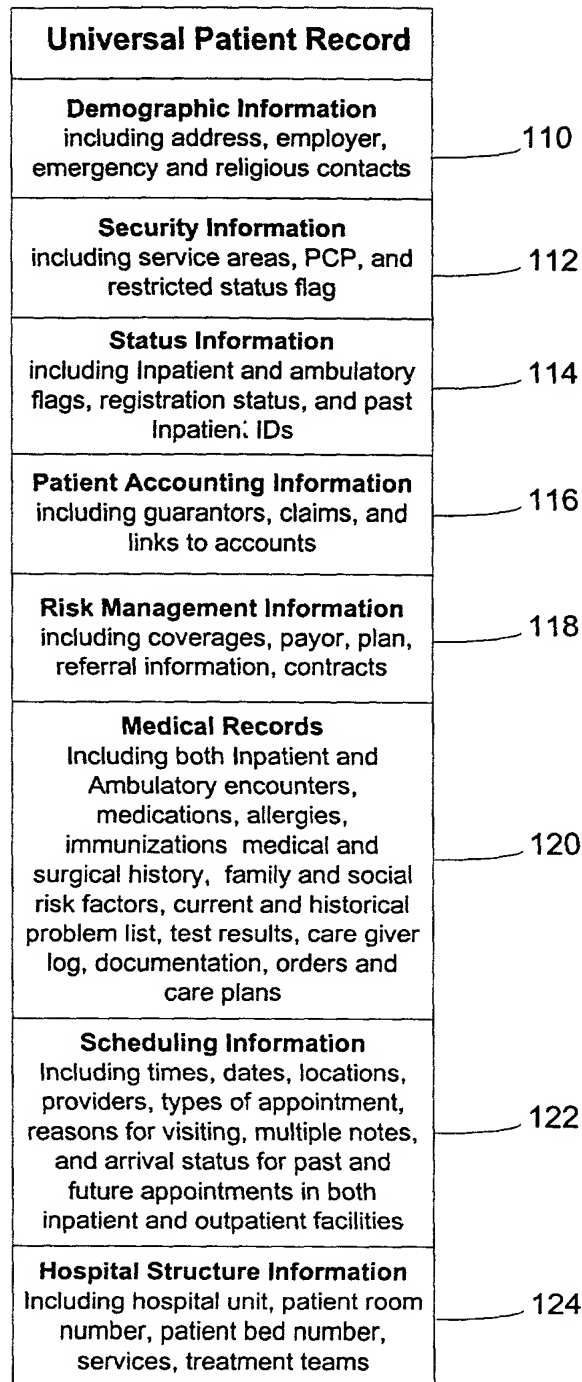 Universal Patient Record
Demographic Information
including address, employer,
emergency and religious contacts
110
Security Information
including service areas, PCP, and
restricted status flag
112
Status Information
including Inpatient and ambulatory
flags, registration status, and past
Inpatient IDs
114
Patient Accounting Information
including guarantors, claims, and
links to accounts
116
Risk Management Information
including coverages, payor, plan,
referral information, contracts
118
Medical Records
Including both Inpatient and
Ambulatory encounters,
medications, allergies,
immunizations medical and
surgical history, family and social
risk factors, current and historical
problem list, test results, care giver
log, documentation, orders and
care plans
120
Scheduling Information
Including times, dates, locations,
providers, types of appointment,
reasons for visiting, multiple notes,
and arrival status for past and
future appointments in both
inpatient and outpatient facilities
122
Hospital Structure Information
Including hospital unit, patient room
number, patient bed number,
services, treatment teams
124